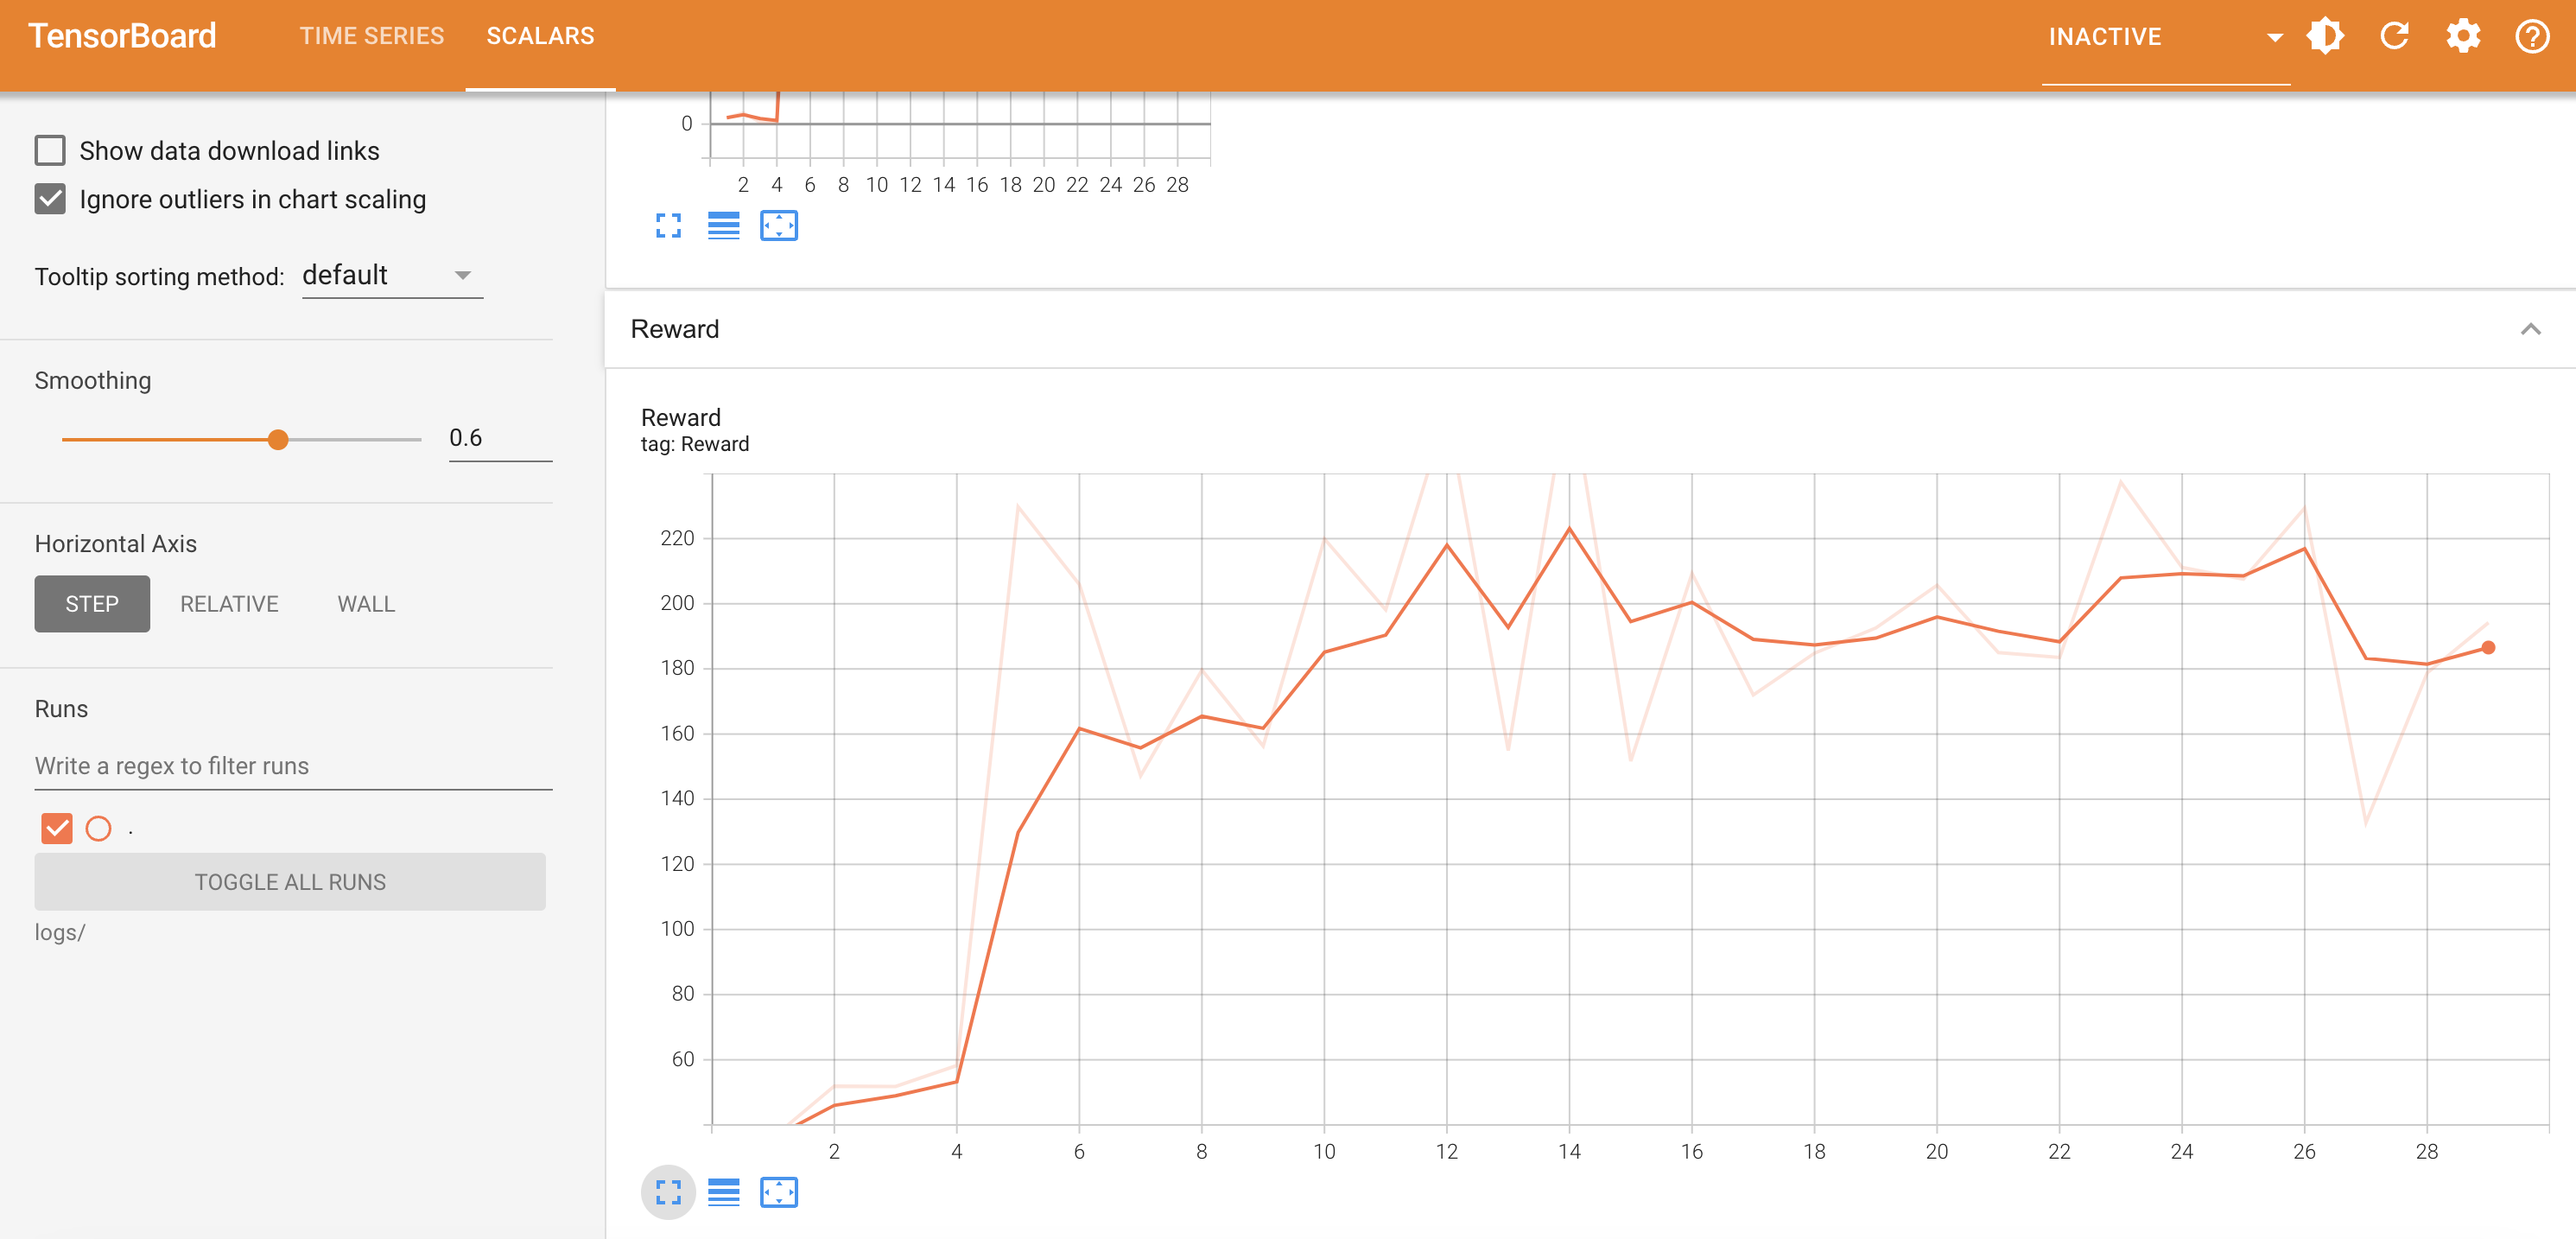 TensorBoard TIME SERIES SCALARS INACTIVE
Show data download links
Ignore outliers in chart scaling
Tooltip sorting method: default
Smoothing
0.6
Horizontal Axis
STEP RELATIVE WALL
Runs
Write a regex to filter runs
.
TOGGLE ALL RUNS
logs/
0
2 4 6 8 10 12 14 16 18 20 22 24 26 28
Reward
Reward
tag: Reward
220
200
180
160
140
120
100
80
60
2 4 6 8 10 12 14 16 18 20 22 24 26 28